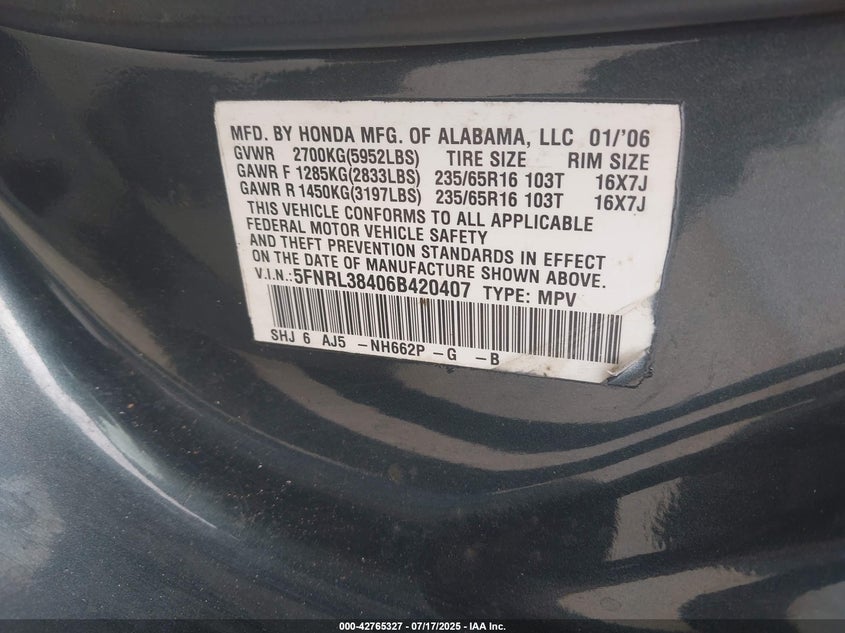 MFD. BY HONDA MFG. OF ALABAMA, LLC 01/'06
GVWR 2700KG(5952LBS) TIRE SIZE RIM SIZE
GAWR F 1285KG(2833LBS) 235/65R16 103T 16X7J
GAWR R 1450KG(3197LBS) 235/65R16 103T 16X7J
THIS VEHICLE CONFORMS TO ALL APPLICABLE
FEDERAL MOTOR VEHICLE SAFETY
AND THEFT PREVENTION STANDARDS IN EFFECT
ON THE DATE OF MANUFACTURE SHOWN ABOVE.
V.I.N.:5FNRL38406B420407 TYPE: MPV
SHJ 6 AJ5 -NH662P -G -B
000-42765327 | 07/17/2025 - IAA Inc.